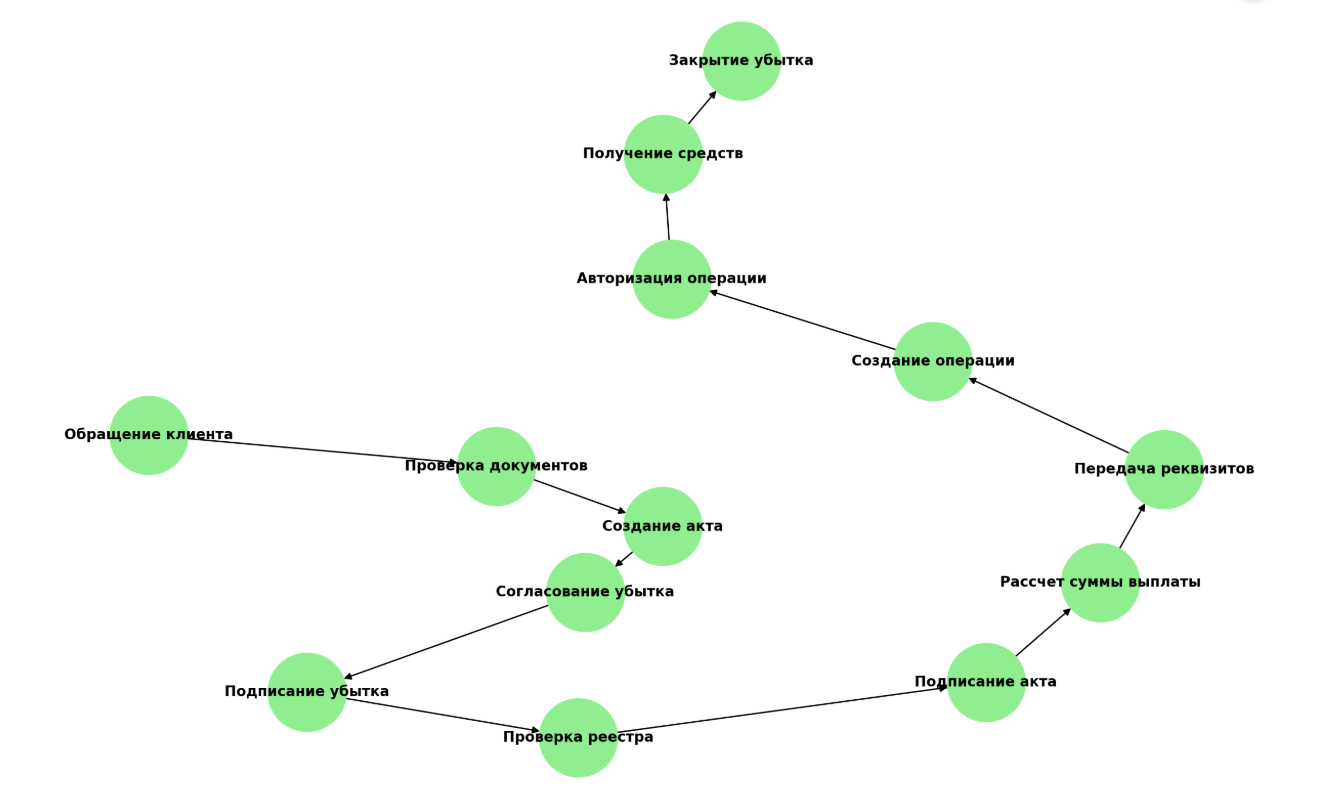 Закрытие убытка
Получение средств
Авторизация операции
Создание операции
Обращение клиента
Проверка документов
Передача реквизитов
Создание акта
Рассчет суммы выплаты
Согласование убытка
Подписание акта
Подписание убытка
Проверка реестра